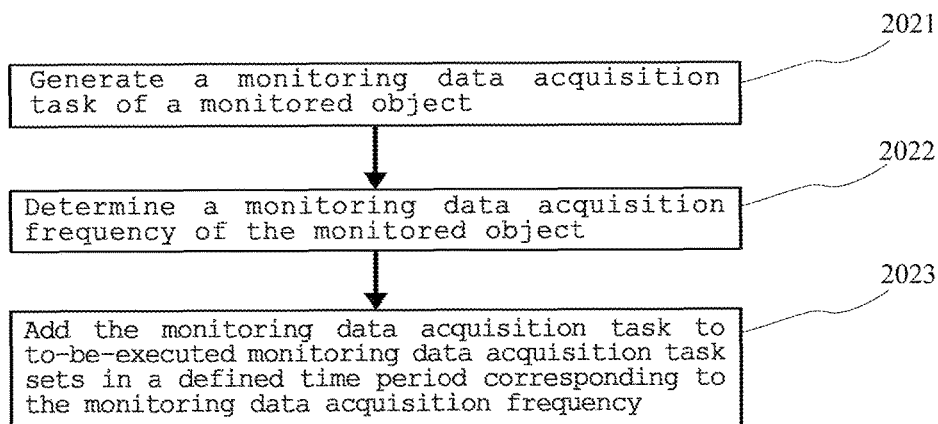 2021
Generate a monitoring data acquisition
task of a monitored object
2022
Determine a monitoring data acquisition
frequency of the monitored object
2023
Add the monitoring data acquisition task to
to-be-executed monitoring data acquisition task
sets in a defined time period corresponding to
the monitoring data acquisition frequency